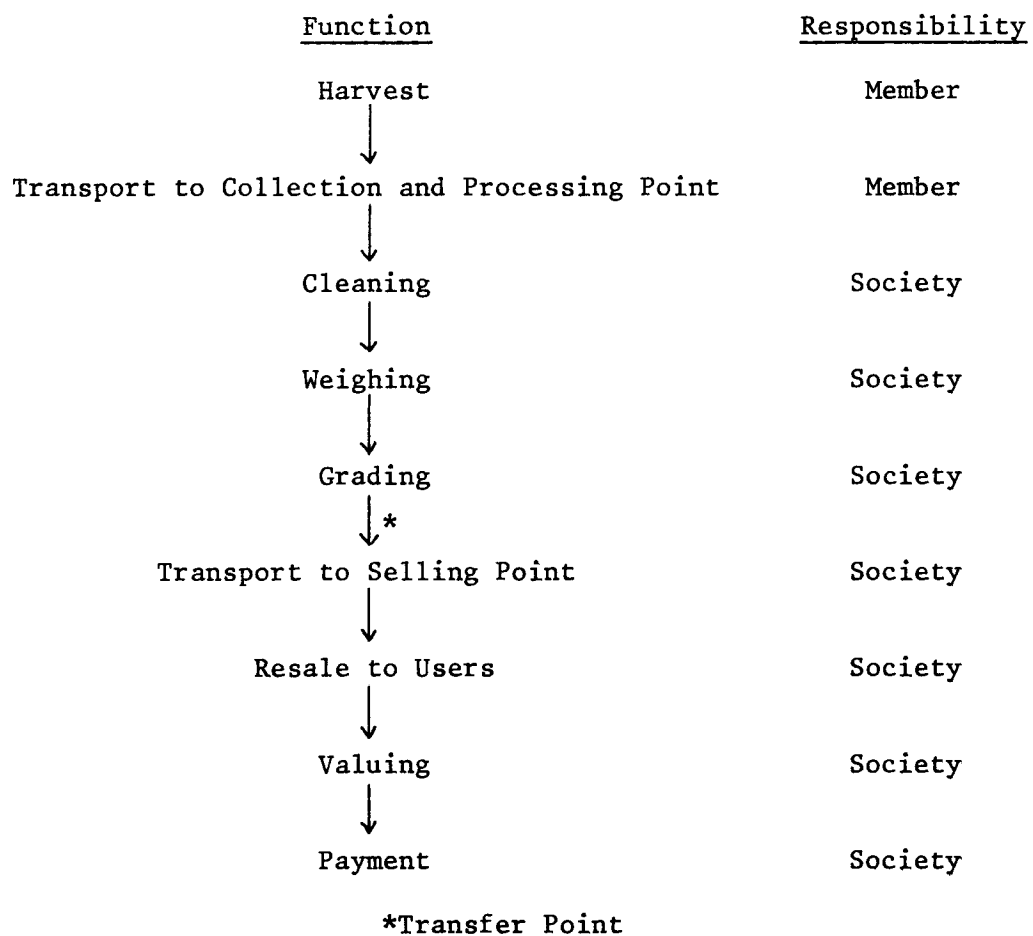 Function Responsibility
Harvest Member
Transport to Collection and Processing Point Member
Cleaning Society
Weighing Society
Grading Society
*
Transport to Selling Point Society
Resale to Users Society
Valuing Society
Payment Society
*Transfer Point